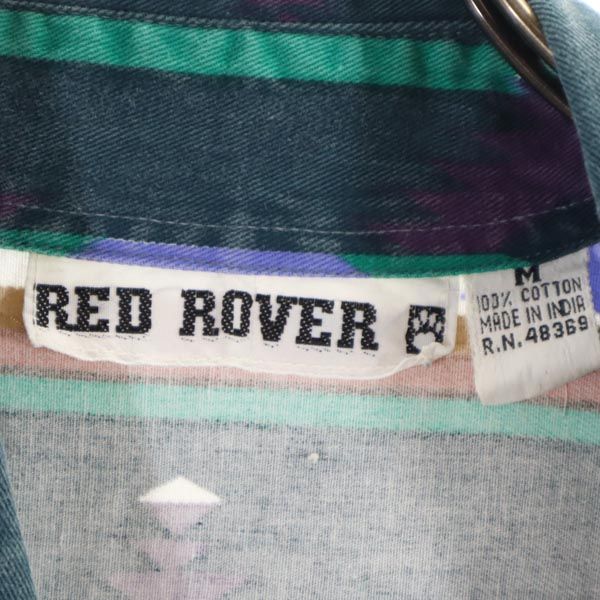 RED ROVER
M
100% COTTON
MADE IN INDIA
R.N. 48369